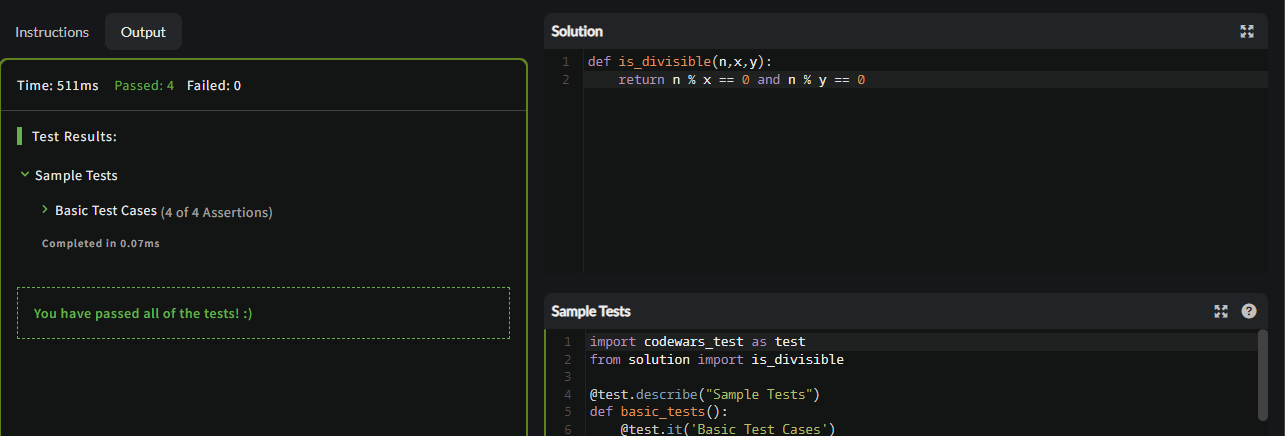 Instructions
Output
Time: 511ms Passed: 4 Failed: 0
Test Results:
Sample Tests
Basic Test Cases (4 of 4 Assertions)
Completed in 0.07ms
You have passed all of the tests! :)
Solution
1 def is_divisible(n,x,y):
2     return n % x == 0 and n % y == 0
Sample Tests
?
1 import codewars_test as test
2 from solution import is_divisible
3
4 @test.describe("Sample Tests")
5 def basic_tests():
6     @test.it('Basic Test Cases')